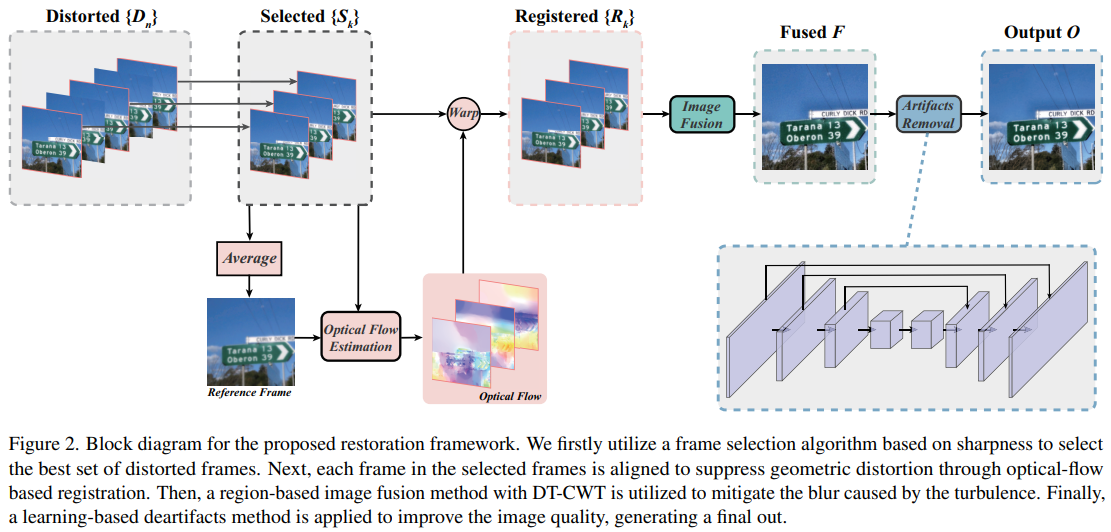 Distorted {Dn} Selected {Sk} Registered {Rk} Fused F Output O
CURLY DICK RD
Tarana 13
Oberon 39
Warp
Image
Fusion
CURLY DICK RD
Tarana 13
Oberon 39
Artifacts
Removal
CURLY DICK RD
Tarana 13
Oberon 39
Average
Tarana 13
Oberon 39
Reference Frame
Optical Flow
Estimation
Optical Flow
Figure 2. Block diagram for the proposed restoration framework. We firstly utilize a frame selection algorithm based on sharpness to select
the best set of distorted frames. Next, each frame in the selected frames is aligned to suppress geometric distortion through optical-flow
based registration. Then, a region-based image fusion method with DT-CWT is utilized to mitigate the blur caused by the turbulence. Finally,
a learning-based deartifacts method is applied to improve the image quality, generating a final out.